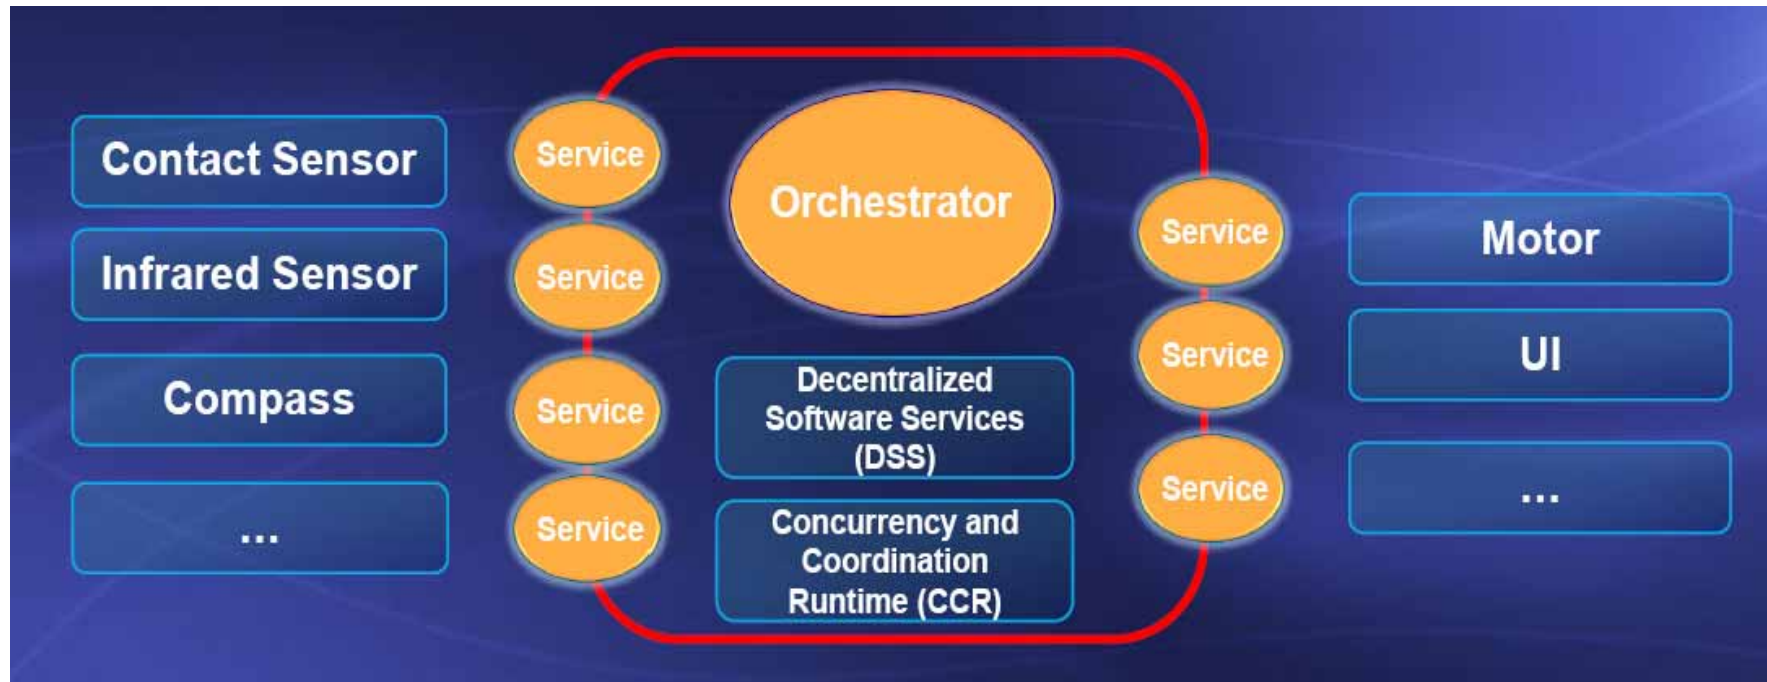 Contact Sensor
Infrared Sensor
Compass
...
Service
Service
Service
Service
Orchestrator
Decentralized
Software Services
(DSS)
Concurrency and
Coordination
Runtime (CCR)
Service
Service
Service
Motor
UI
...